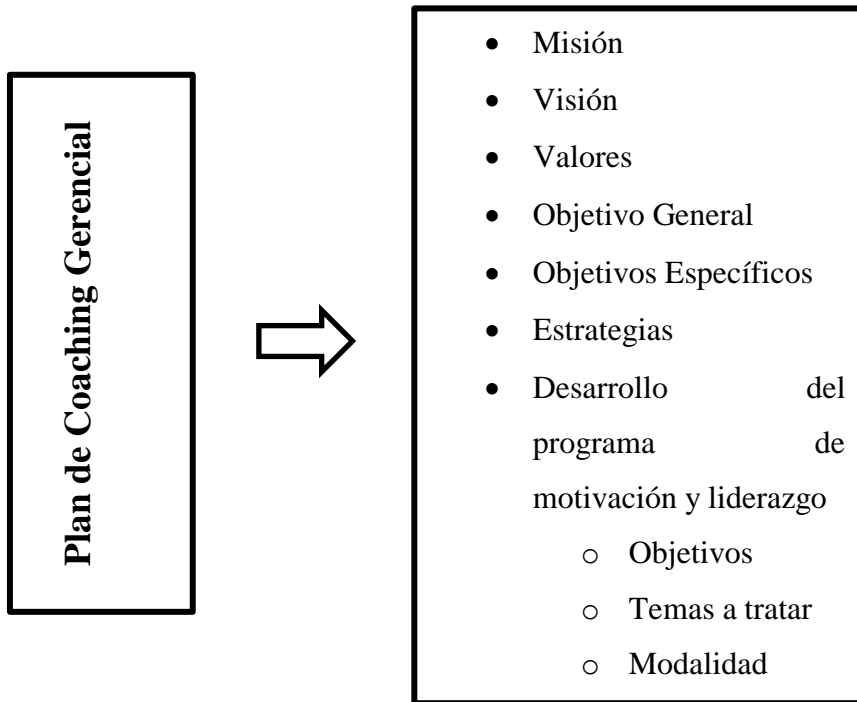 Plan de Coaching Gerencial
• Misión
• Visión
• Valores
• Objetivo General
• Objetivos Específicos
• Estrategias
• Desarrollo del
programa de
motivación y liderazgo
o Objetivos
o Temas a tratar
o Modalidad